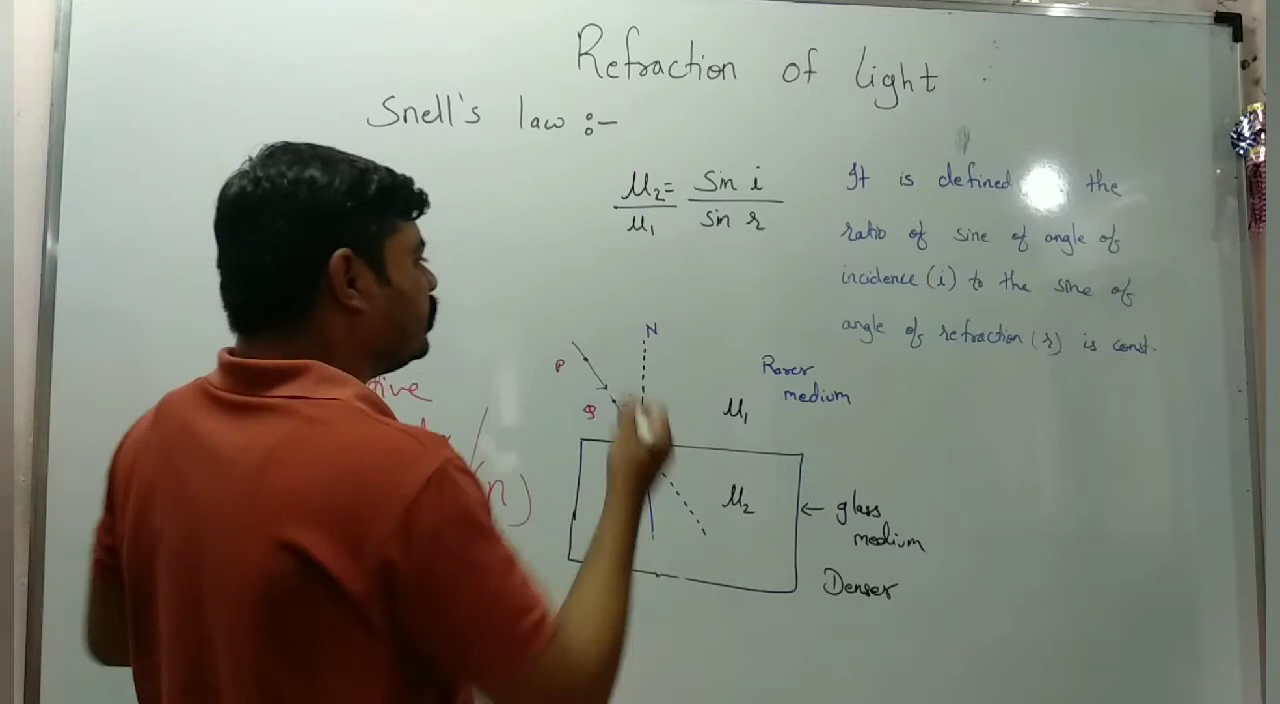 Refraction of light
Snell's law :-
μ2 = sin i
μ1 sin r
It is defined the
ratio of sine of angle of
incidence (i) to the sine of
angle of refraction (r) is const.
N
P
Q
Rarer
medium
μ1
μ2
← glass
medium
Denser
(n)